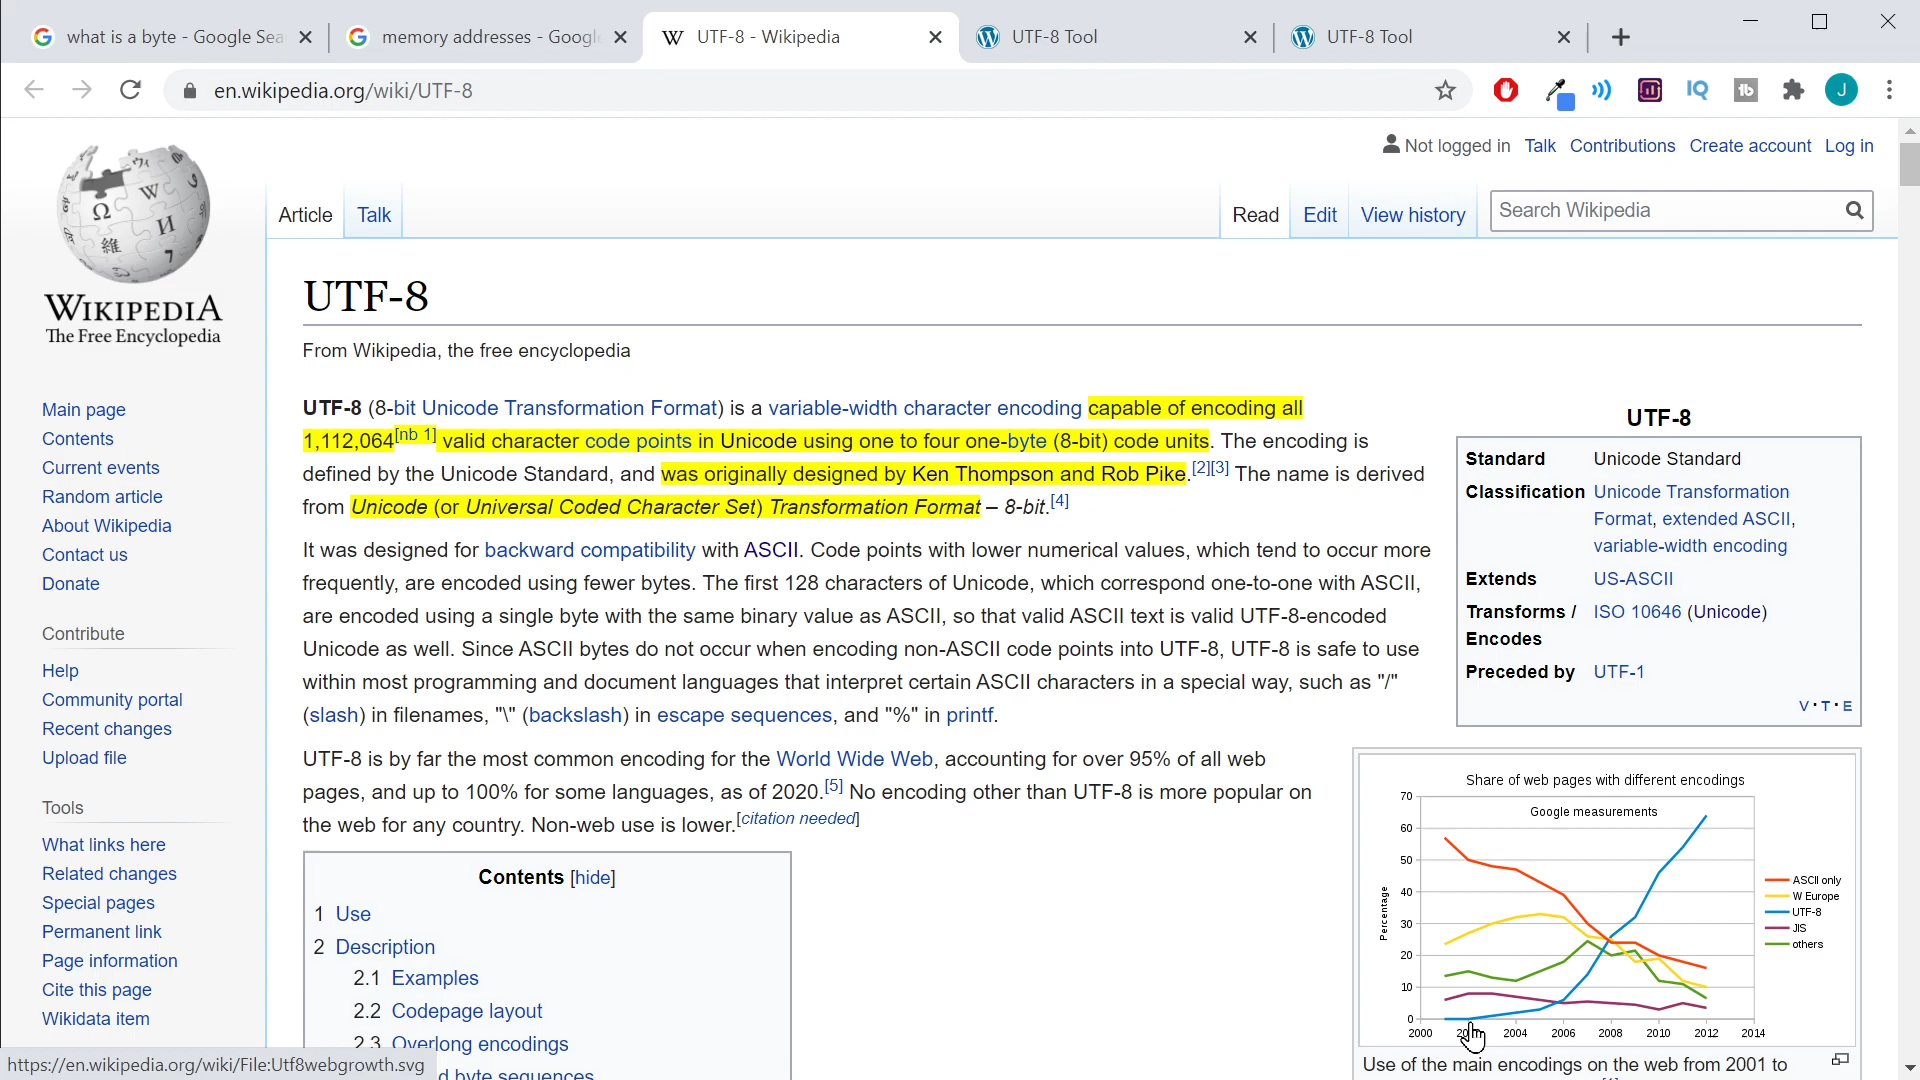 what is a byte - Google Sea
memory addresses - Googl
UTF-8 - Wikipedia
UTF-8 Tool
UTF-8 Tool
en.wikipedia.org/wiki/UTF-8
J
Not logged in Talk Contributions Create account Log in
Article Talk
Read Edit View history
Search Wikipedia
WIKIPEDIA
The Free Encyclopedia
Main page
Contents
Current events
Random article
About Wikipedia
Contact us
Donate
Contribute
Help
Community portal
Recent changes
Upload file
Tools
What links here
Related changes
Special pages
Permanent link
Page information
Cite this page
Wikidata item
UTF-8
From Wikipedia, the free encyclopedia
UTF-8 (8-bit Unicode Transformation Format) is a variable-width character encoding capable of encoding all
1,112,064[nb 1] valid character code points in Unicode using one to four one-byte (8-bit) code units. The encoding is
defined by the Unicode Standard, and was originally designed by Ken Thompson and Rob Pike.[2][3] The name is derived
from Unicode (or Universal Coded Character Set) Transformation Format – 8-bit.[4]
It was designed for backward compatibility with ASCII. Code points with lower numerical values, which tend to occur more
frequently, are encoded using fewer bytes. The first 128 characters of Unicode, which correspond one-to-one with ASCII,
are encoded using a single byte with the same binary value as ASCII, so that valid ASCII text is valid UTF-8-encoded
Unicode as well. Since ASCII bytes do not occur when encoding non-ASCII code points into UTF-8, UTF-8 is safe to use
within most programming and document languages that interpret certain ASCII characters in a special way, such as "/"
(slash) in filenames, "\" (backslash) in escape sequences, and "%" in printf.
UTF-8 is by far the most common encoding for the World Wide Web, accounting for over 95% of all web
pages, and up to 100% for some languages, as of 2020.[5] No encoding other than UTF-8 is more popular on
the web for any country. Non-web use is lower.[citation needed]
Contents [hide]
1 Use
2 Description
2.1 Examples
2.2 Codepage layout
2.3 Overlong encodings
d byte sequences
UTF-8
Standard Unicode Standard
Classification Unicode Transformation
Format, extended ASCII,
variable-width encoding
Extends US-ASCII
Transforms / ISO 10646 (Unicode)
Encodes
Preceded by UTF-1
V·T·E
Share of web pages with different encodings
Google measurements
Percentage
70
60
50
40
30
20
10
0
2000 2004 2006 2008 2010 2012 2014
ASCII only
W Europe
UTF-8
JIS
others
Use of the main encodings on the web from 2001 to
https://en.wikipedia.org/wiki/File:Utf8webgrowth.svg